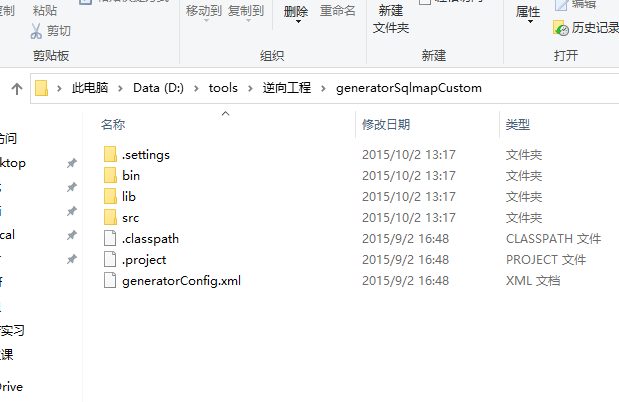 粘贴
剪切
移动到 复制到
删除 重命名
新建
文件夹
属性
编辑
历史记录
剪贴板 组织 新建 打开
此电脑 Data (D:) tools 逆向工程 generatorSqlmapCustom
名称 修改日期 类型
.settings 2015/10/2 13:17 文件夹
bin 2015/10/2 13:17 文件夹
lib 2015/10/2 13:17 文件夹
src 2015/10/2 13:17 文件夹
.classpath 2015/9/2 16:48 CLASSPATH 文件
.project 2015/9/2 16:48 PROJECT 文件
generatorConfig.xml 2015/9/2 16:48 XML 文档
访问
ktop
cal
实习
课
Drive